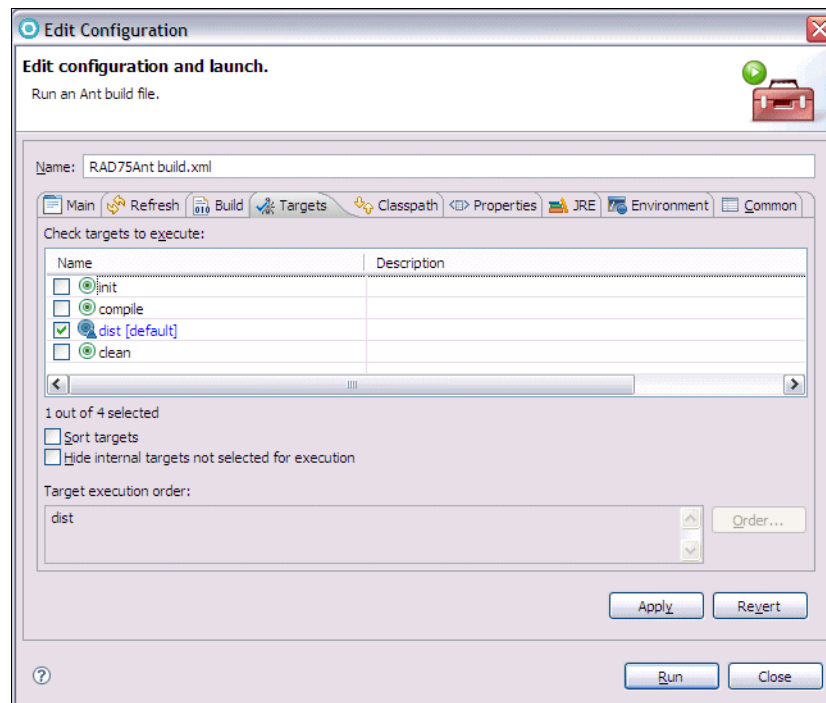 Edit Configuration
Edit configuration and launch.
Run an Ant build file.
Name: RAD75Ant build.xml
Main Refresh Build Targets Classpath Properties JRE Environment Common
Check targets to execute:
Name Description
init
compile
dist [default]
clean
1 out of 4 selected
Sort targets
Hide internal targets not selected for execution
Target execution order:
dist
Order...
Apply Revert
Run Close